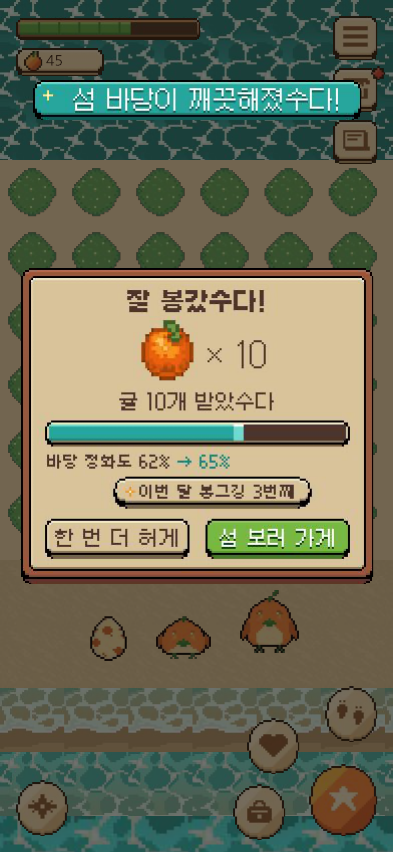 45
섬 바당이 깨끗해졌수다!
잘 봉갔수다!
× 10
귤 10개 받았수다
바당 정화도 62% → 65%
이번 달 봉그깅 3번째
한 번 더 허게
섬 보러 가게